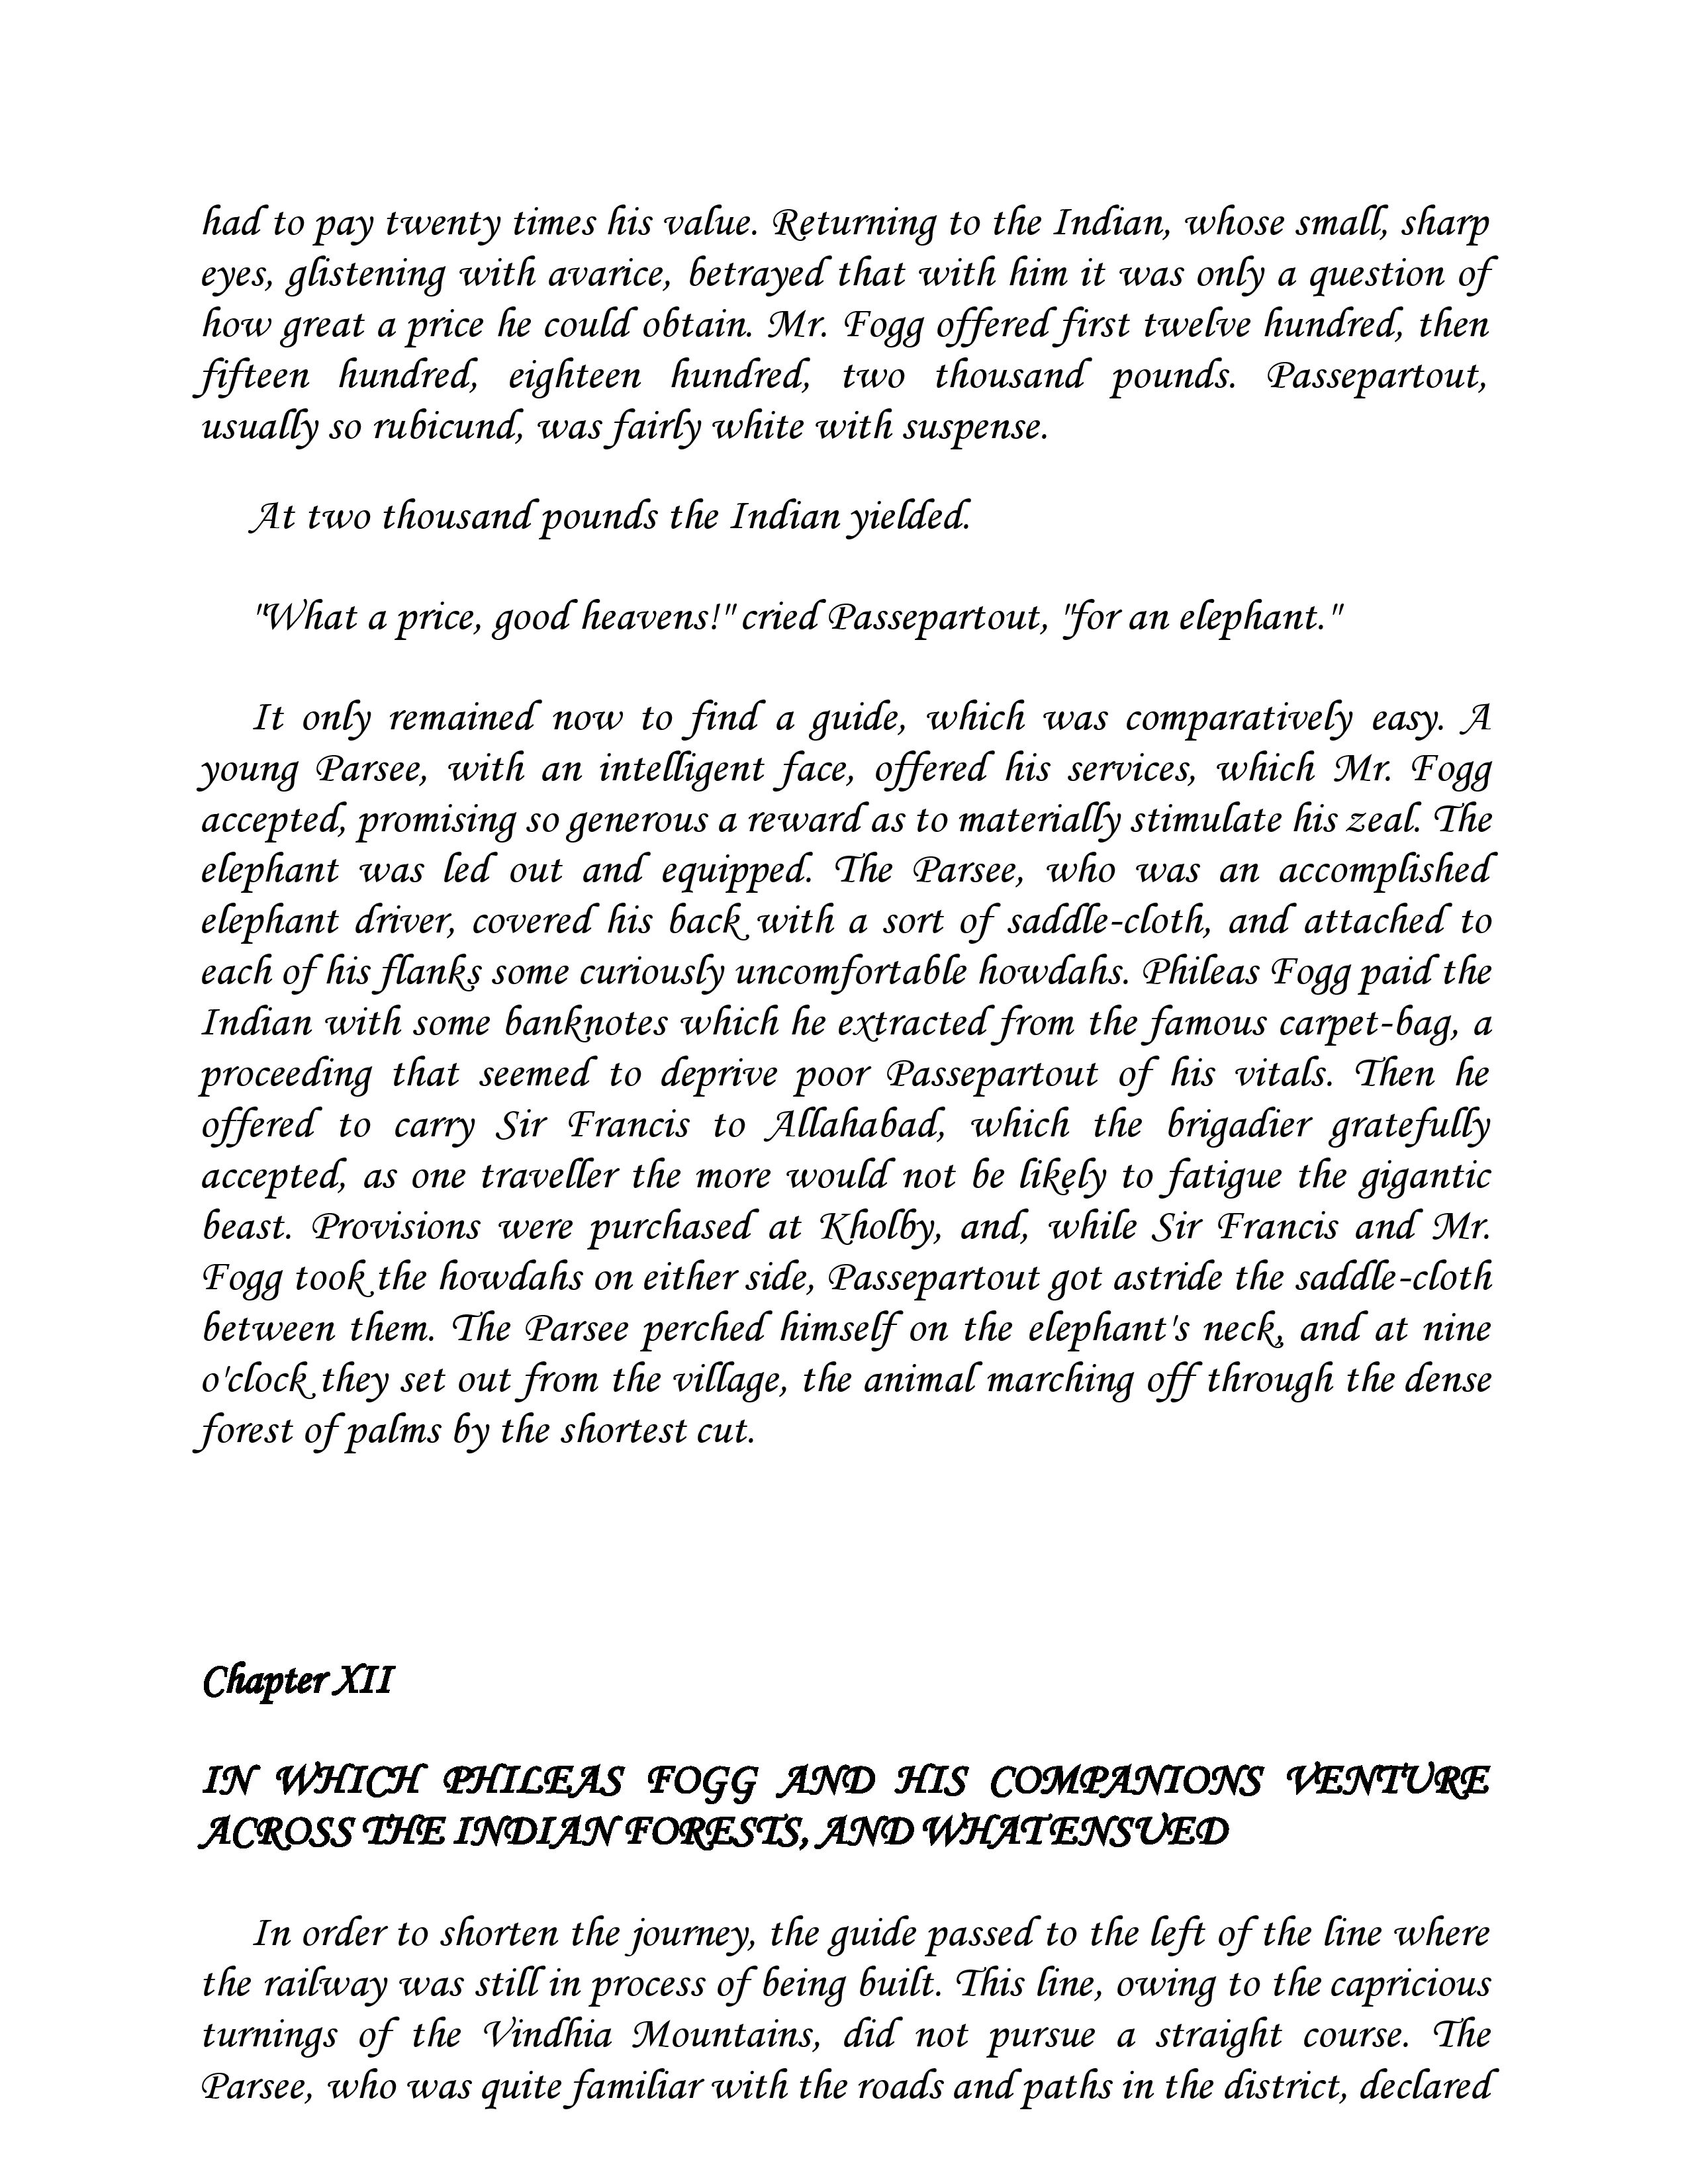 had to pay twenty times his value. Returning to the Indian, whose small, sharp
eyes, glistening with avarice, betrayed that with him it was only a question of
how great a price he could obtain. Mr. Fogg offered first twelve hundred, then
fifteen hundred, eighteen hundred, two thousand pounds. Passepartout,
usually so rubicund, was fairly white with suspense.
At two thousand pounds the Indian yielded.
"What a price, good heavens!" cried Passepartout, "for an elephant."
It only remained now to find a guide, which was comparatively easy. A
young Parsee, with an intelligent face, offered his services, which Mr. Fogg
accepted, promising so generous a reward as to materially stimulate his zeal. The
elephant was led out and equipped. The Parsee, who was an accomplished
elephant driver, covered his back with a sort of saddle-cloth, and attached to
each of his flanks some curiously uncomfortable howdahs. Phileas Fogg paid the
Indian with some banknotes which he extracted from the famous carpet-bag, a
proceeding that seemed to deprive poor Passepartout of his vitals. Then he
offered to carry Sir Francis to Allahabad, which the brigadier gratefully
accepted, as one traveller the more would not be likely to fatigue the gigantic
beast. Provisions were purchased at Kholby, and, while Sir Francis and Mr.
Fogg took the howdahs on either side, Passepartout got astride the saddle-cloth
between them. The Parsee perched himself on the elephant's neck, and at nine
o'clock they set out from the village, the animal marching off through the dense
forest of palms by the shortest cut.
Chapter XII
IN WHICH PHILEAS FOGG AND HIS COMPANIONS VENTURE
ACROSS THE INDIAN FORESTS, AND WHATENSUED
In order to shorten the journey, the guide passed to the left of the line where
the railway was still in process of being built. This line, owing to the capricious
turnings of the Vindhia Mountains, did not pursue a straight course. The
Parsee, who was quite familiar with the roads and paths in the district, declared